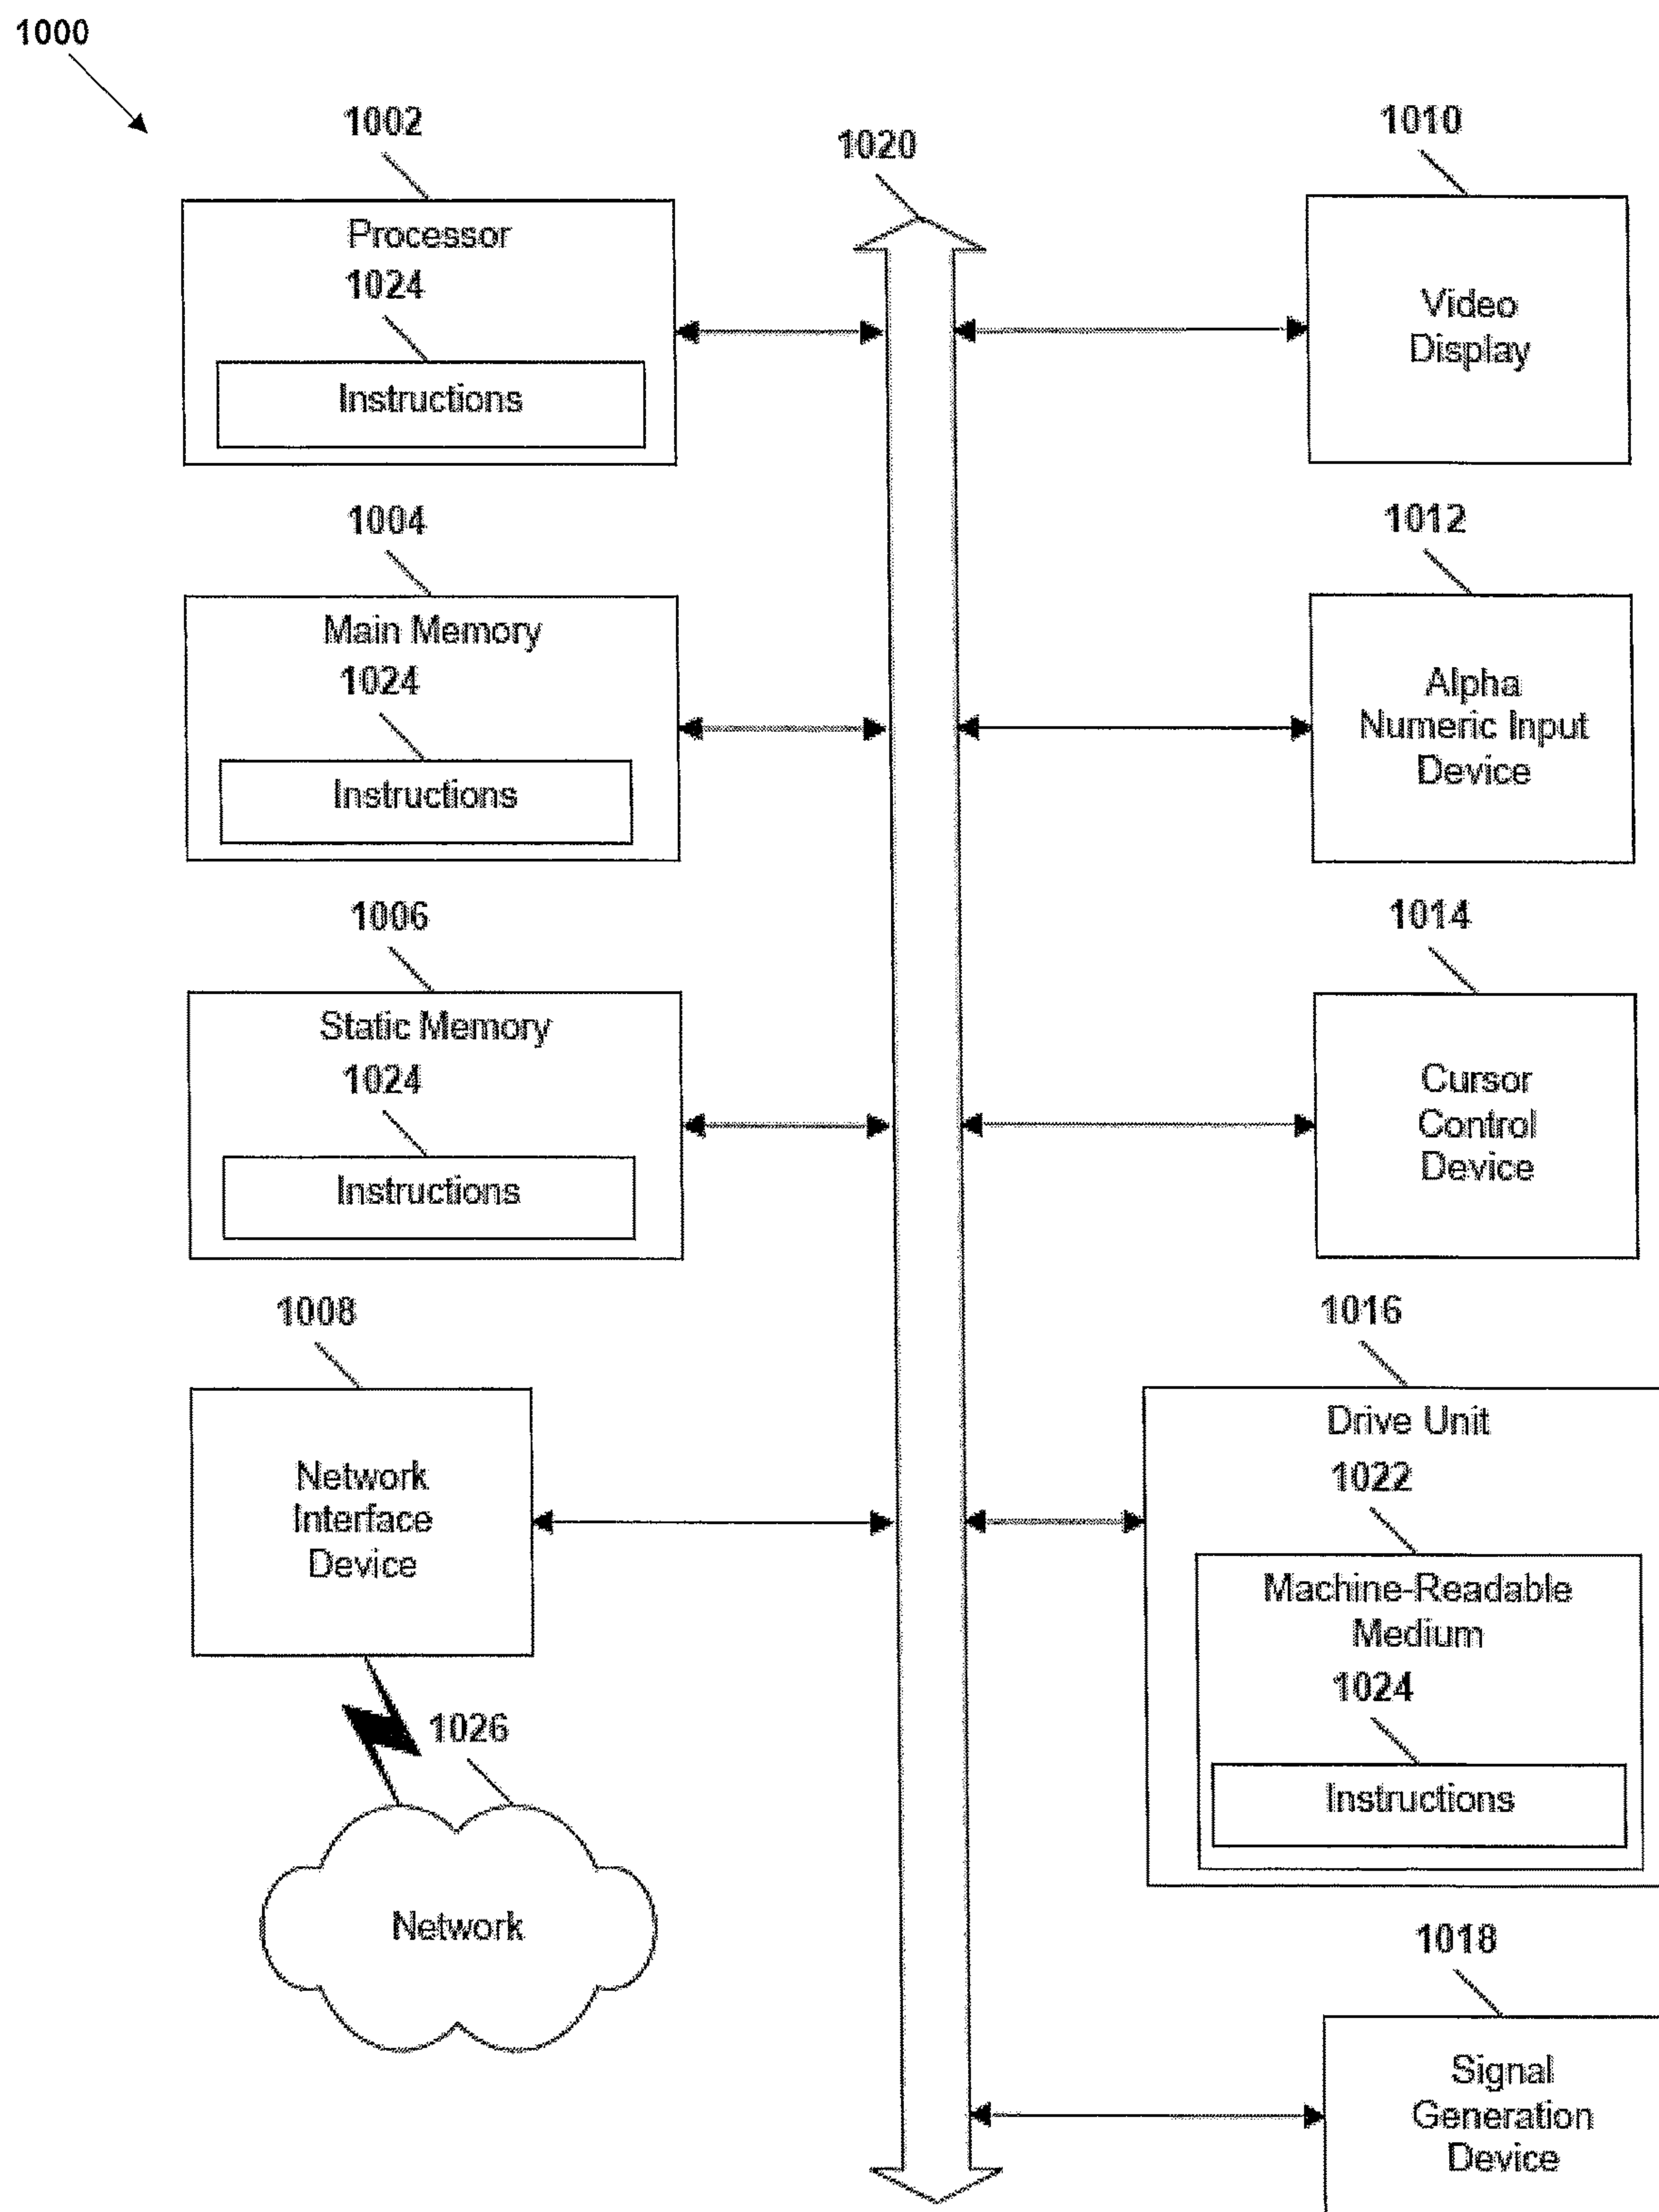 1000
1002
Processor
1024
Instructions
1004
Main Memory
1024
Instructions
1006
Static Memory
1024
Instructions
1008
Network
Interface
Device
1026
Network
1020
1010
Video
Display
1012
Alpha
Numeric Input
Device
1014
Cursor
Control
Device
1016
Drive Unit
1022
Machine-Readable
Medium
1024
Instructions
1018
Signal
Generation
Device